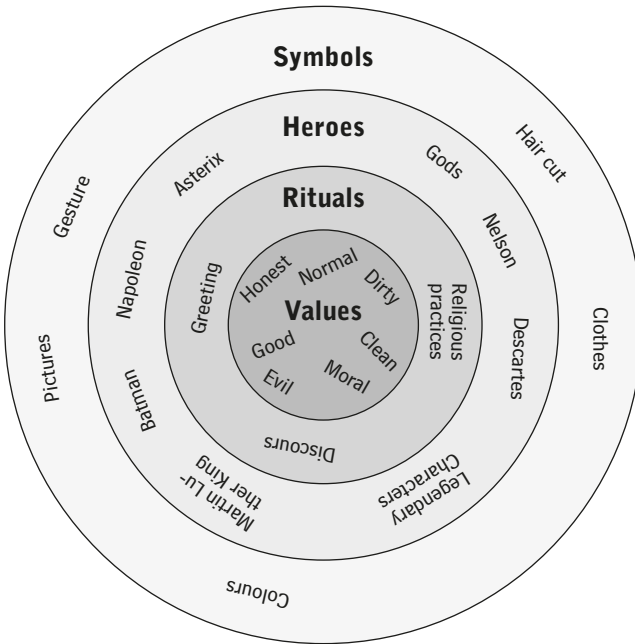 Symbols
Hair cut
Clothes
Colours
Pictures
Gesture
Heroes
Gods
Nelson
Descartes
Legendary
Characters
Martin Lu-
ther King
Batman
Napoleon
Asterix
Rituals
Religious
practices
Discours
Greeting
Values
Honest
Normal
Dirty
Clean
Moral
Evil
Good